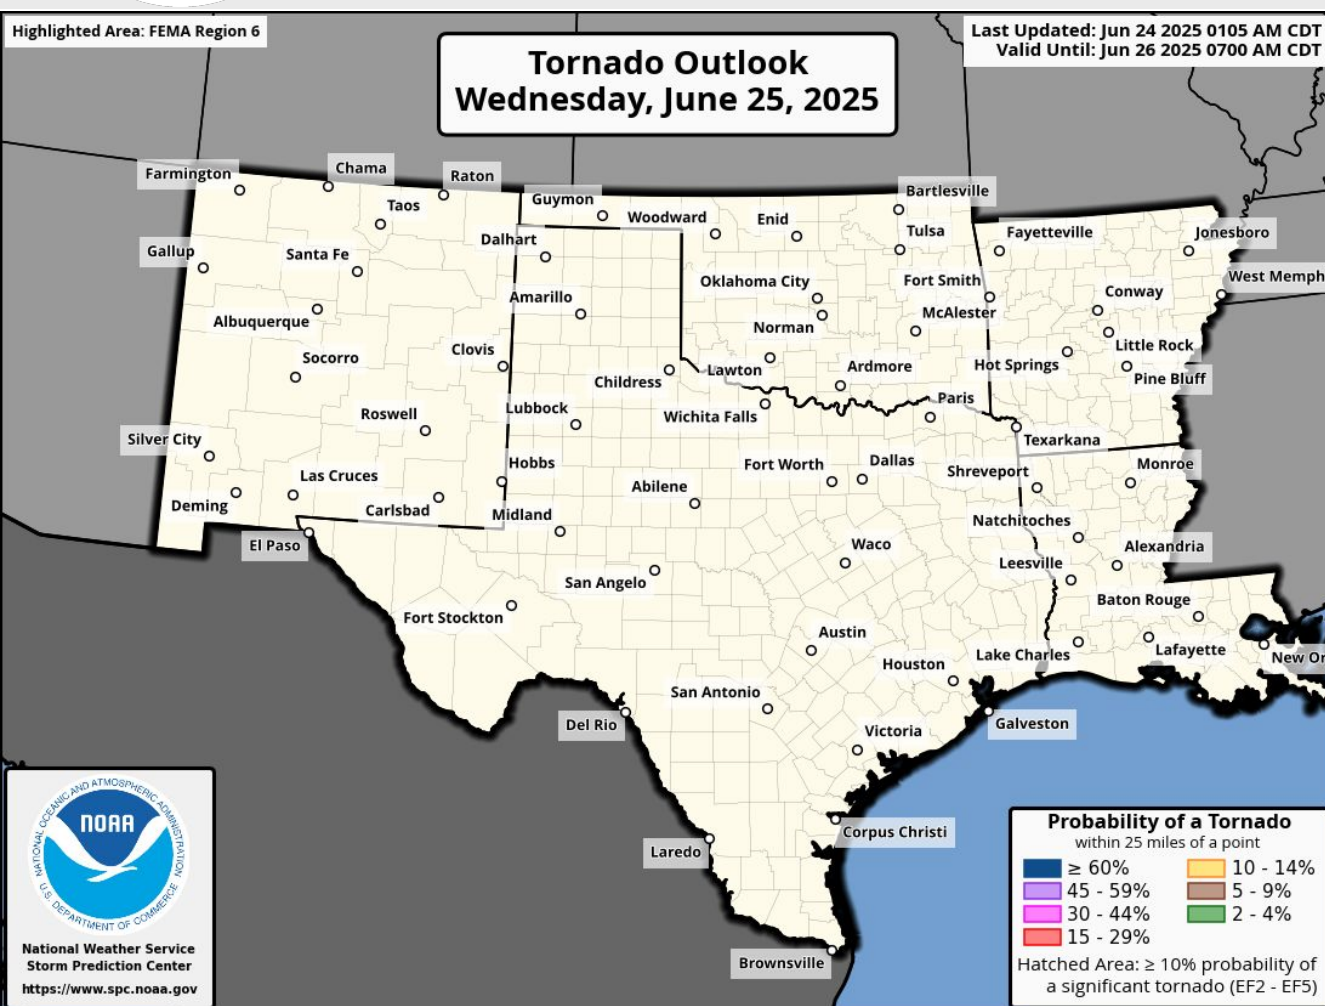 Highlighted Area: FEMA Region 6
Last Updated: Jun 24 2025 0105 AM CDT
Valid Until: Jun 26 2025 0700 AM CDT
Tornado Outlook
Wednesday, June 25, 2025
Farmington
Chama
Raton
Taos
Guymon
Woodward
Enid
Bartlesville
Tulsa
Fayetteville
Jonesboro
Gallup
Santa Fe
Dalhart
Oklahoma City
Fort Smith
Conway
West Memph
Albuquerque
Amarillo
Norman
McAlester
Little Rock
Socorro
Clovis
Childress
Lawton
Ardmore
Hot Springs
Pine Bluff
Roswell
Lubbock
Wichita Falls
Paris
Texarkana
Silver City
Las Cruces
Hobbs
Abilene
Fort Worth
Dallas
Shreveport
Monroe
Deming
Carlsbad
Midland
Natchitoches
El Paso
San Angelo
Waco
Leesville
Alexandria
Fort Stockton
Baton Rouge
Austin
Houston
Lake Charles
Lafayette
New Or
San Antonio
Del Rio
Victoria
Galveston
Laredo
Corpus Christi
Brownsville
NATIONAL OCEANIC AND ATMOSPHERIC ADMINISTRATION
NOAA
U.S. DEPARTMENT OF COMMERCE
National Weather Service
Storm Prediction Center
https://www.spc.noaa.gov
Probability of a Tornado
within 25 miles of a point
≥ 60%
10 - 14%
45 - 59%
5 - 9%
30 - 44%
2 - 4%
15 - 29%
Hatched Area: ≥ 10% probability of
a significant tornado (EF2 - EF5)